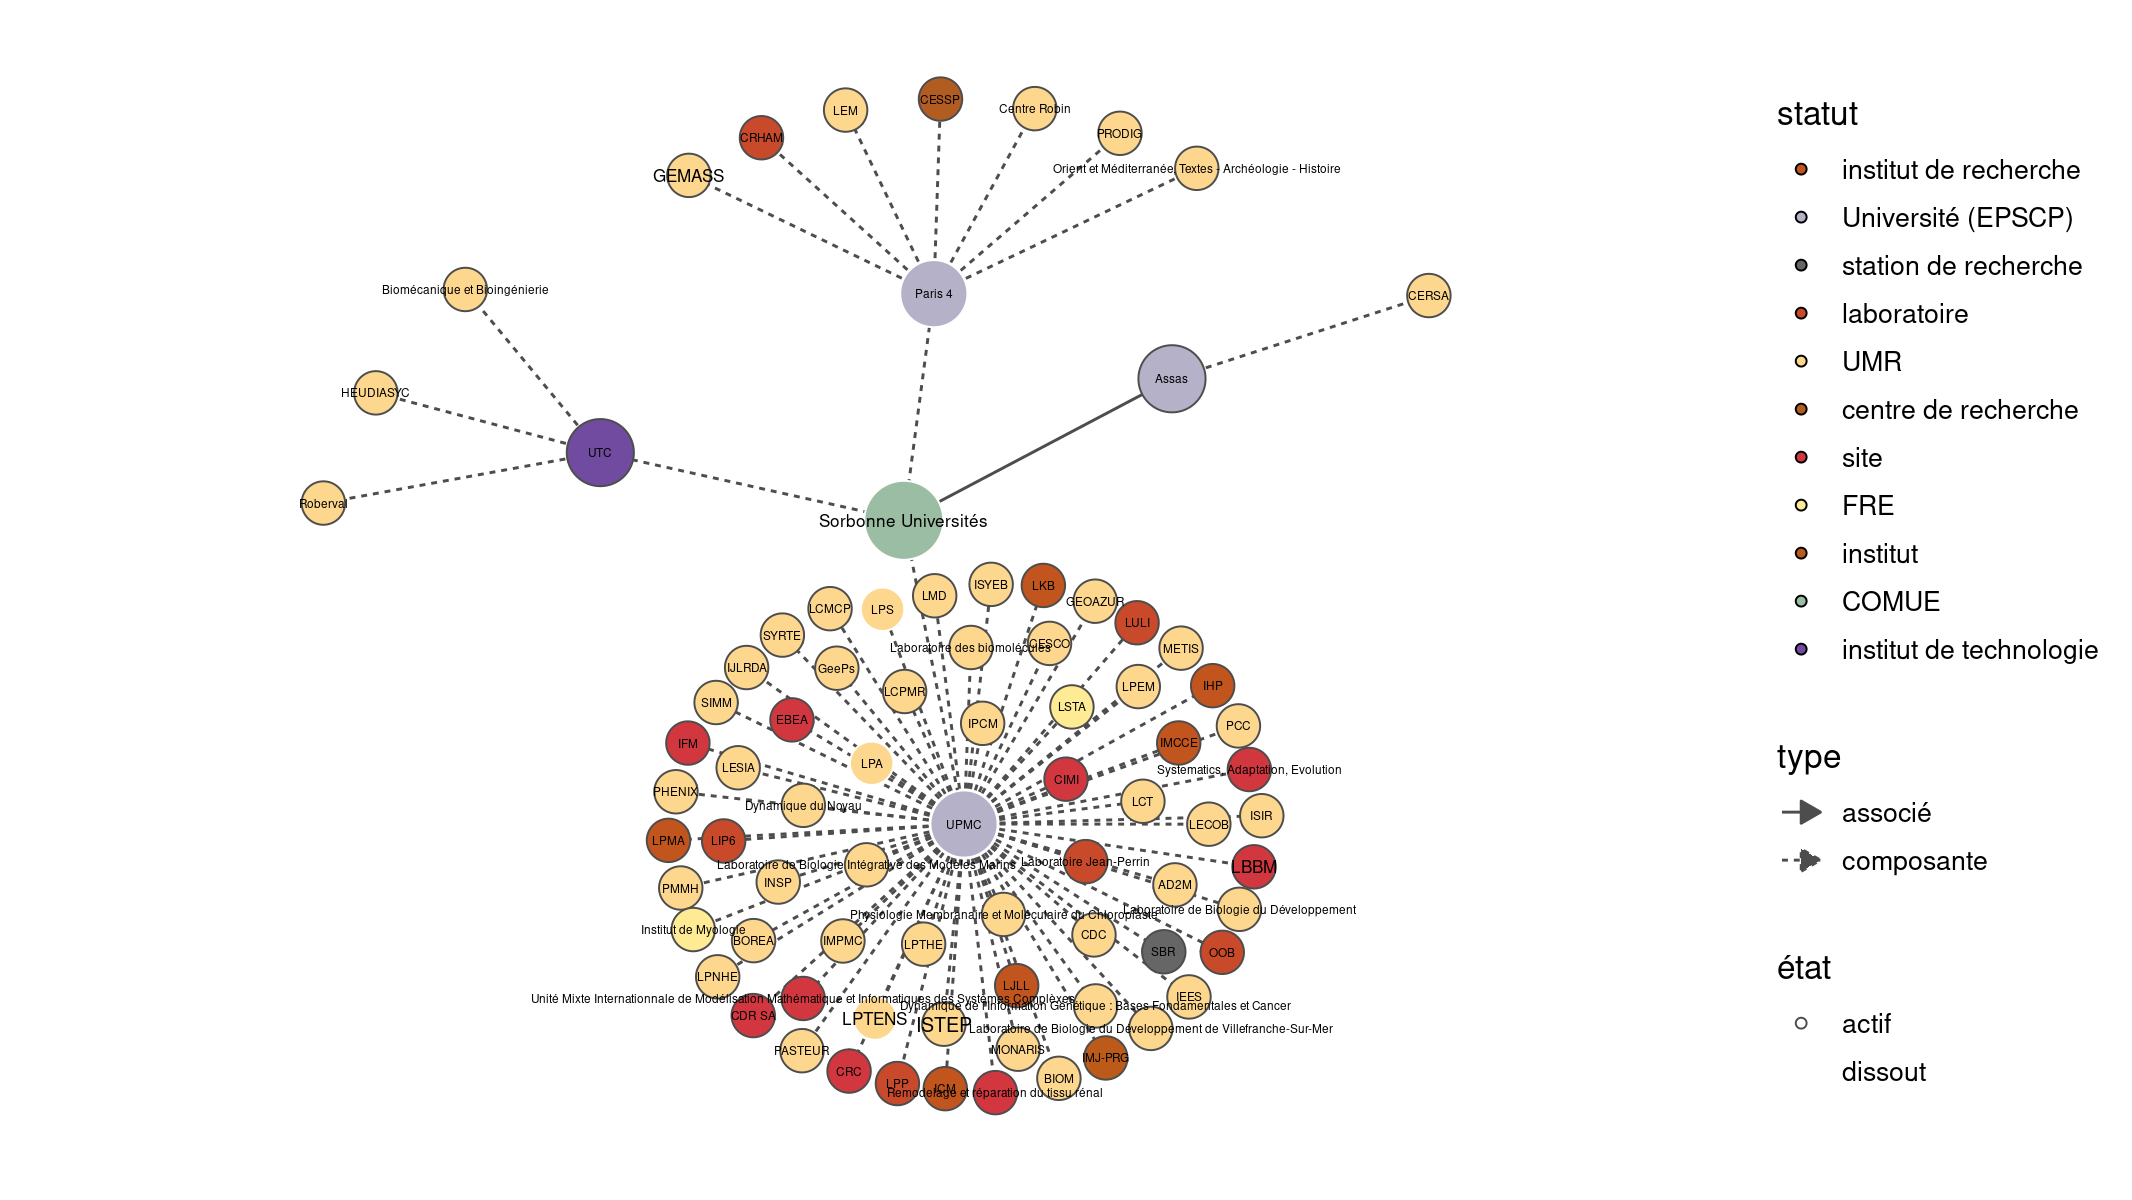 CESSP
LEM
Centre Robin
CRHAM
PRODIG
GEMASS
Orient et Méditerranée, Textes - Archéologie - Histoire
Biomécanique et Bioingénierie
Paris 4
CERSA
Assas
HEUDIASYC
UTC
Roberval
Sorbonne Universités
ISYEB
LKB
LMD
GEOAZUR
LCMCP
LPS
LULI
SYRTE
Laboratoire des biomolécules
CESCO
METIS
IJLRDA
GeePs
LCPMR
LPEM
IHP
SIMM
EBEA
IPCM
LSTA
PCC
IFM
IMCCE
LESIA
LPA
Systematics, Adaptation, Evolution
CIMI
PHENIX
Dynamique du Noyau
LCT
ISIR
UPMC
LECOB
LPMA
LIP6
Laboratoire de Biologie Intégrative des Modèles Marins
Laboratoire Jean-Perrin
LBBM
PMMH
INSP
AD2M
Laboratoire de Biologie du Développement
Physiologie Membranaire et Moléculaire du Chloroplaste
Institut de Myologie
BOREA
IMPMC
LPTHE
CDC
SBR
OOB
LPNHE
LJLL
IEES
Unité Mixte Internationnale de Modélisation Mathématique et Informatiques des Systèmes Complèxes
Dynamique de l'Information Génétique : Bases Fondamentales et Cancer
CDR SA
LPTENS
ISTEP
Laboratoire de Biologie du Développement de Villefranche-Sur-Mer
PASTEUR
MONARIS
IMJ-PRG
CRC
BIOM
LPP
ICM
Remodelage et réparation du tissu rénal
statut
institut de recherche
Université (EPSCP)
station de recherche
laboratoire
UMR
centre de recherche
site
FRE
institut
COMUE
institut de technologie
type
associé
composante
état
actif
dissout